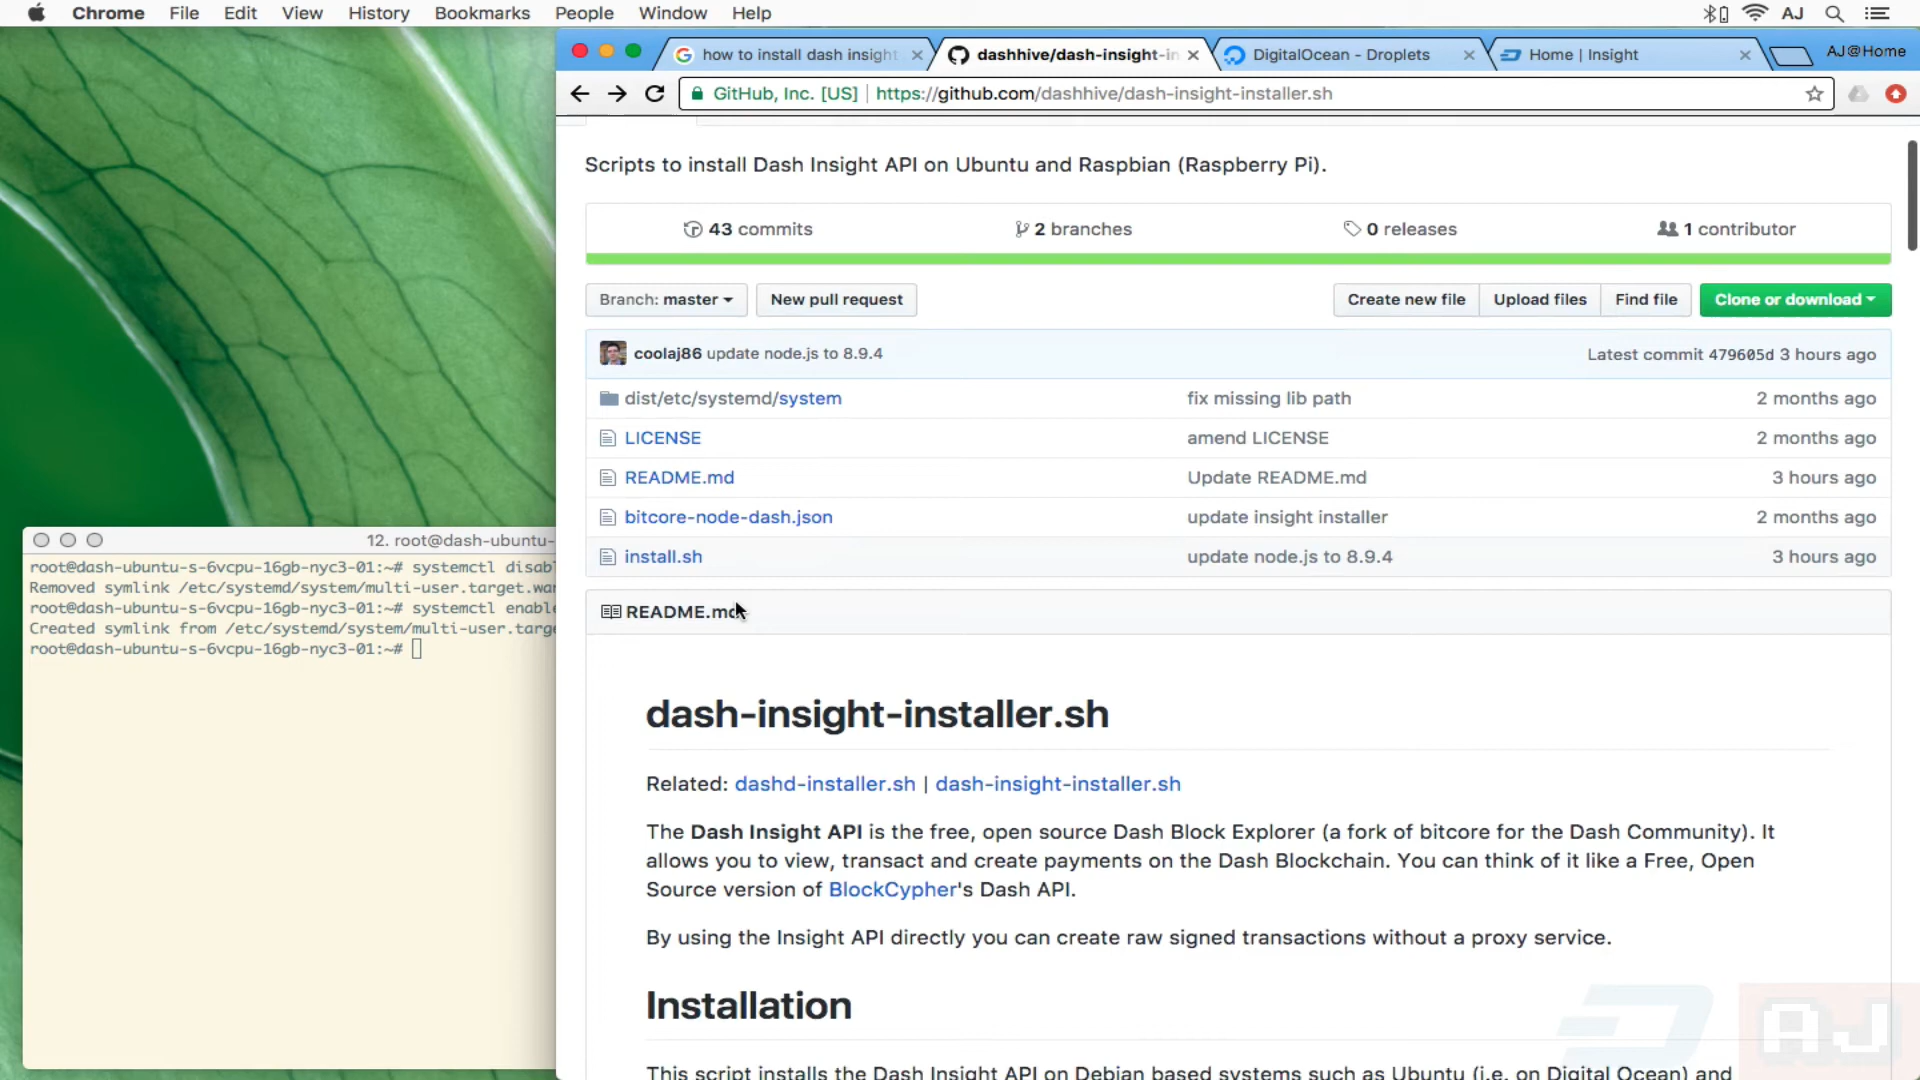 Chrome File Edit View History Bookmarks People Window Help AJ
how to install dash insight dashhive/dash-insight-in DigitalOcean - Droplets Home | Insight AJ@Home
GitHub, Inc. [US] https://github.com/dashhive/dash-insight-installer.sh
Scripts to install Dash Insight API on Ubuntu and Raspbian (Raspberry Pi).
43 commits 2 branches 0 releases 1 contributor
Branch: master New pull request Create new file Upload files Find file Clone or download
coolaj86 update node.js to 8.9.4 Latest commit 479605d 3 hours ago
dist/etc/systemd/system fix missing lib path 2 months ago
LICENSE amend LICENSE 2 months ago
README.md Update README.md 3 hours ago
bitcore-node-dash.json update insight installer 2 months ago
install.sh update node.js to 8.9.4 3 hours ago
README.md
dash-insight-installer.sh
Related: dashd-installer.sh | dash-insight-installer.sh
The Dash Insight API is the free, open source Dash Block Explorer (a fork of bitcore for the Dash Community). It
allows you to view, transact and create payments on the Dash Blockchain. You can think of it like a Free, Open
Source version of BlockCypher's Dash API.
By using the Insight API directly you can create raw signed transactions without a proxy service.
Installation
This script installs the Dash Insight API on Debian based systems such as Ubuntu (i.e. on Digital Ocean) and
12. root@dash-ubuntu-
root@dash-ubuntu-s-6vcpu-16gb-nyc3-01:~# systemctl disab
Removed symlink /etc/systemd/system/multi-user.target.wan
root@dash-ubuntu-s-6vcpu-16gb-nyc3-01:~# systemctl enable
Created symlink from /etc/systemd/system/multi-user.targe
root@dash-ubuntu-s-6vcpu-16gb-nyc3-01:~#
AJ